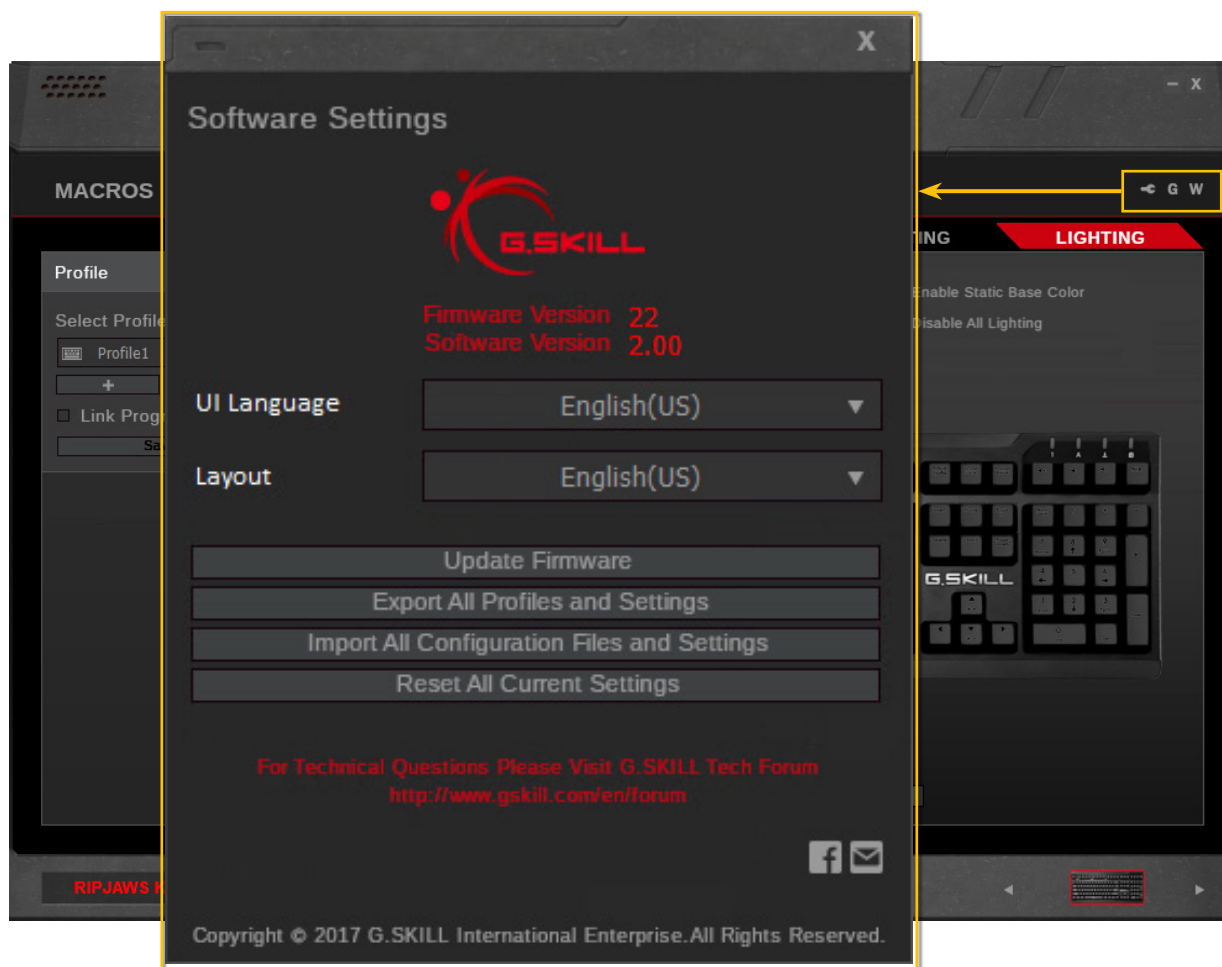 X
Software Settings
G.SKILL
Firmware Version 22
Software Version 2.00
UI Language English(US)
Layout English(US)
Update Firmware
Export All Profiles and Settings
Import All Configuration Files and Settings
Reset All Current Settings
For Technical Questions Please Visit G.SKILL Tech Forum
http://www.gskill.com/en/forum
Copyright © 2017 G.SKILL International Enterprise.All Rights Reserved.
X
MACROS
G W
LIGHTING
Profile
Select Profile
Profile1
+
Link
Enable Static Base Color
Disable All Lighting
G.SKILL
RIPJAWS